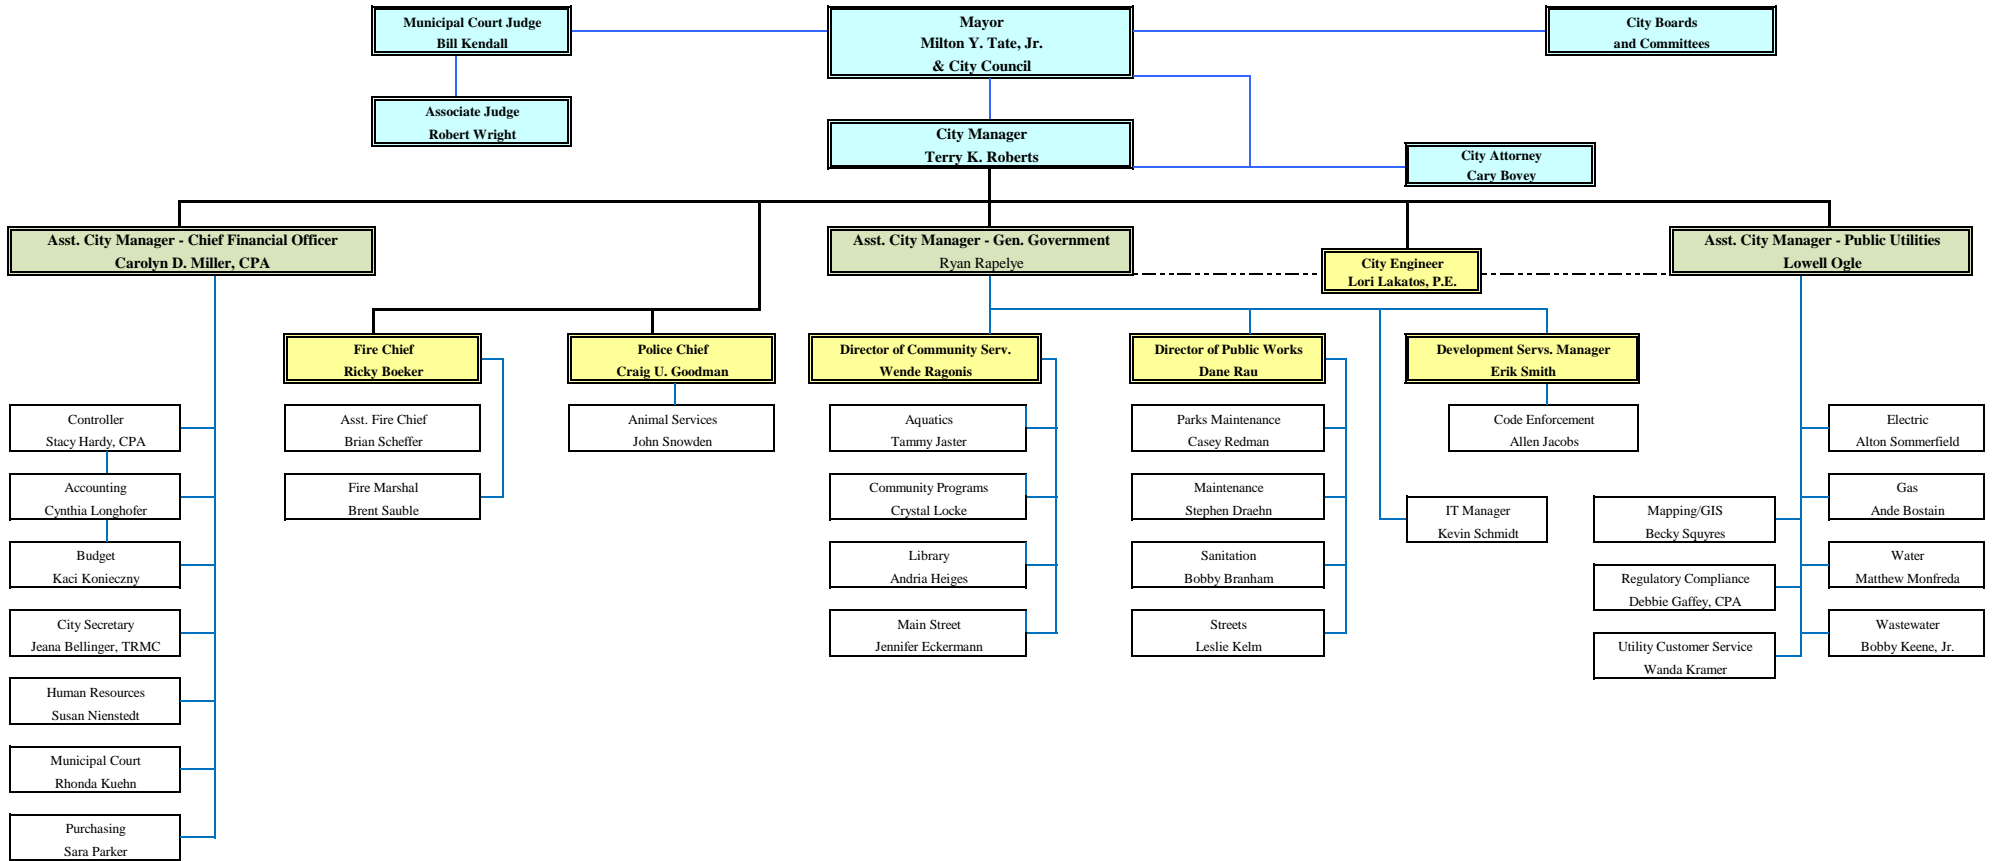 Municipal Court Judge
Bill Kendall
Mayor
Milton Y. Tate, Jr.
& City Council
City Boards
and Committees
Associate Judge
Robert Wright
City Manager
Terry K. Roberts
City Attorney
Cary Bovey
Asst. City Manager - Chief Financial Officer
Carolyn D. Miller, CPA
Asst. City Manager - Gen. Government
Ryan Rapelye
City Engineer
Lori Lakatos, P.E.
Asst. City Manager - Public Utilities
Lowell Ogle
Fire Chief
Ricky Boeker
Police Chief
Craig U. Goodman
Director of Community Serv.
Wende Ragonis
Director of Public Works
Dane Rau
Development Servs. Manager
Erik Smith
Controller
Stacy Hardy, CPA
Asst. Fire Chief
Brian Scheffer
Animal Services
John Snowden
Aquatics
Tammy Jaster
Parks Maintenance
Casey Redman
Code Enforcement
Allen Jacobs
Electric
Alton Sommerfield
Accounting
Cynthia Longhofer
Fire Marshal
Brent Sauble
Community Programs
Crystal Locke
Maintenance
Stephen Draehn
IT Manager
Kevin Schmidt
Mapping/GIS
Becky Squyres
Gas
Ande Bostain
Budget
Kaci Konieczny
Library
Andria Heiges
Sanitation
Bobby Branham
Regulatory Compliance
Debbie Gaffey, CPA
Water
Matthew Monfreda
City Secretary
Jeana Bellinger, TRMC
Main Street
Jennifer Eckermann
Streets
Leslie Kelm
Utility Customer Service
Wanda Kramer
Wastewater
Bobby Keene, Jr.
Human Resources
Susan Nienstedt
Municipal Court
Rhonda Kuehn
Purchasing
Sara Parker